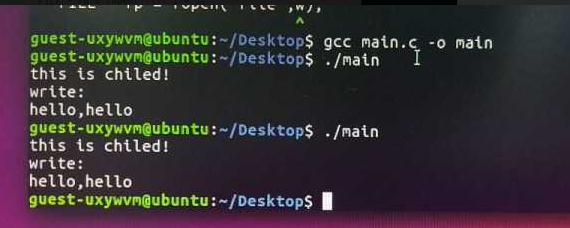 guest-uxywvm@ubuntu:~/Desktop$ gcc main.c -o main
guest-uxywvm@ubuntu:~/Desktop$ ./main
this is chiled!
write:
hello,hello
guest-uxywvm@ubuntu:~/Desktop$ ./main
this is chiled!
write:
hello,hello
guest-uxywvm@ubuntu:~/Desktop$